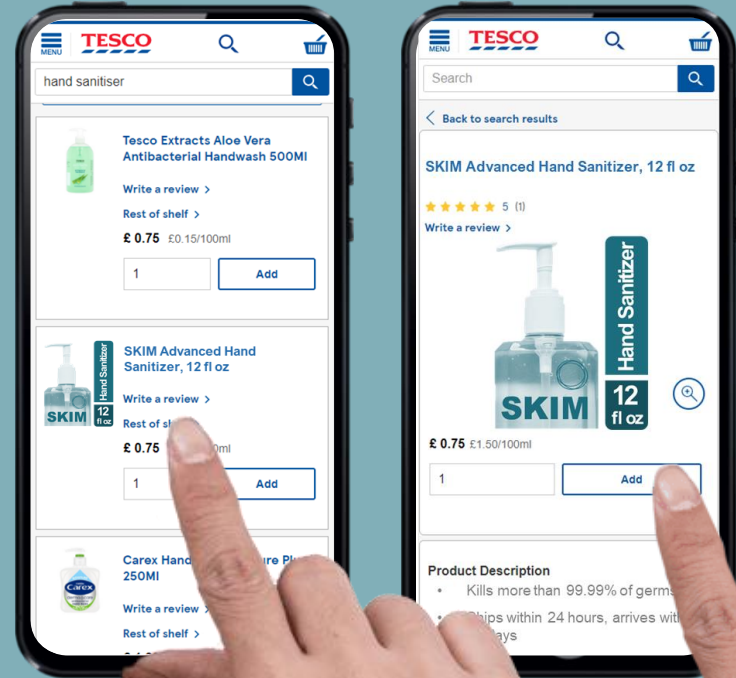 MENU
TESCO
hand sanitiser
Tesco Extracts Aloe Vera
Antibacterial Handwash 500Ml
Write a review >
Rest of shelf >
£ 0.75 £0.15/100ml
1 Add
SKIM
Hand Sanitizer
12
fl oz
SKIM Advanced Hand
Sanitizer, 12 fl oz
Write a review >
Rest of
£ 0.75
1 Add
Carex
Carex
250Ml
Write a review
Rest of shelf >
MENU
TESCO
Search
Back to search results
SKIM Advanced Hand Sanitizer, 12 fl oz
5 (1)
Write a review >
SKIM
Hand Sanitizer
12
fl oz
£ 0.75 £1.50/100ml
1 Add
Product Description
• Kills more than 99.99% of germs
• Ships within 24 hours, arrives